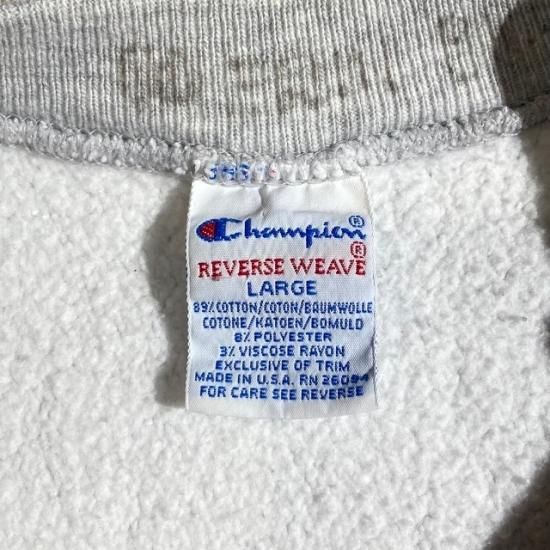 Champion®
®
REVERSE WEAVE
LARGE
89% COTTON/COTON/BAUMWOLLE
COTONE/KATOEN/BOMULD
8% POLYESTER
3% VISCOSE RAYON
EXCLUSIVE OF TRIM
MADE IN U.S.A. RN 26094
FOR CARE SEE REVERSE